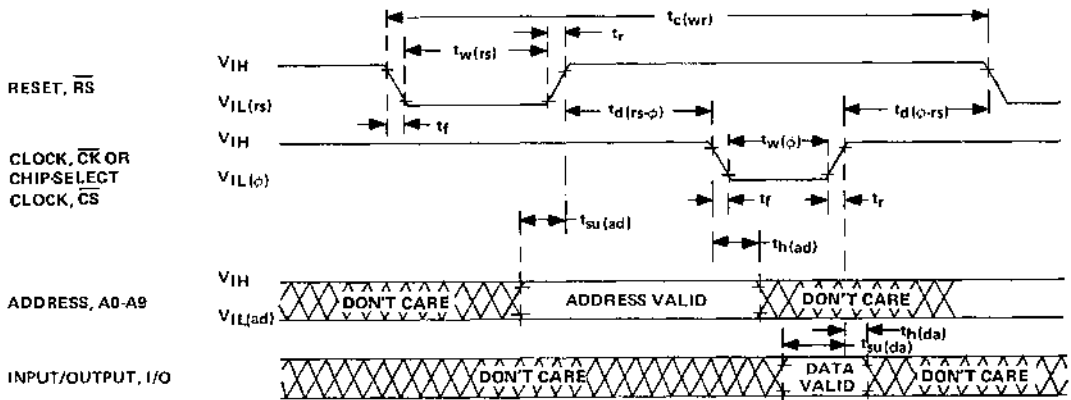 tc(wr)
tw(rs)
tr
VIH
RESET, RS
VIL(rs)
tf
td(rs-φ)
td(φ-rs)
VIH
CLOCK, CK OR
CHIP-SELECT
CLOCK, CS
VIL(φ)
tw(φ)
tf
tr
tsu(ad)
th(ad)
VIH
ADDRESS, A0-A9
VIL(ad)
DON'T CARE
ADDRESS VALID
DON'T CARE
th(da)
tsu(da)
INPUT/OUTPUT, I/O
DON'T CARE
DATA
VALID
DON'T CARE